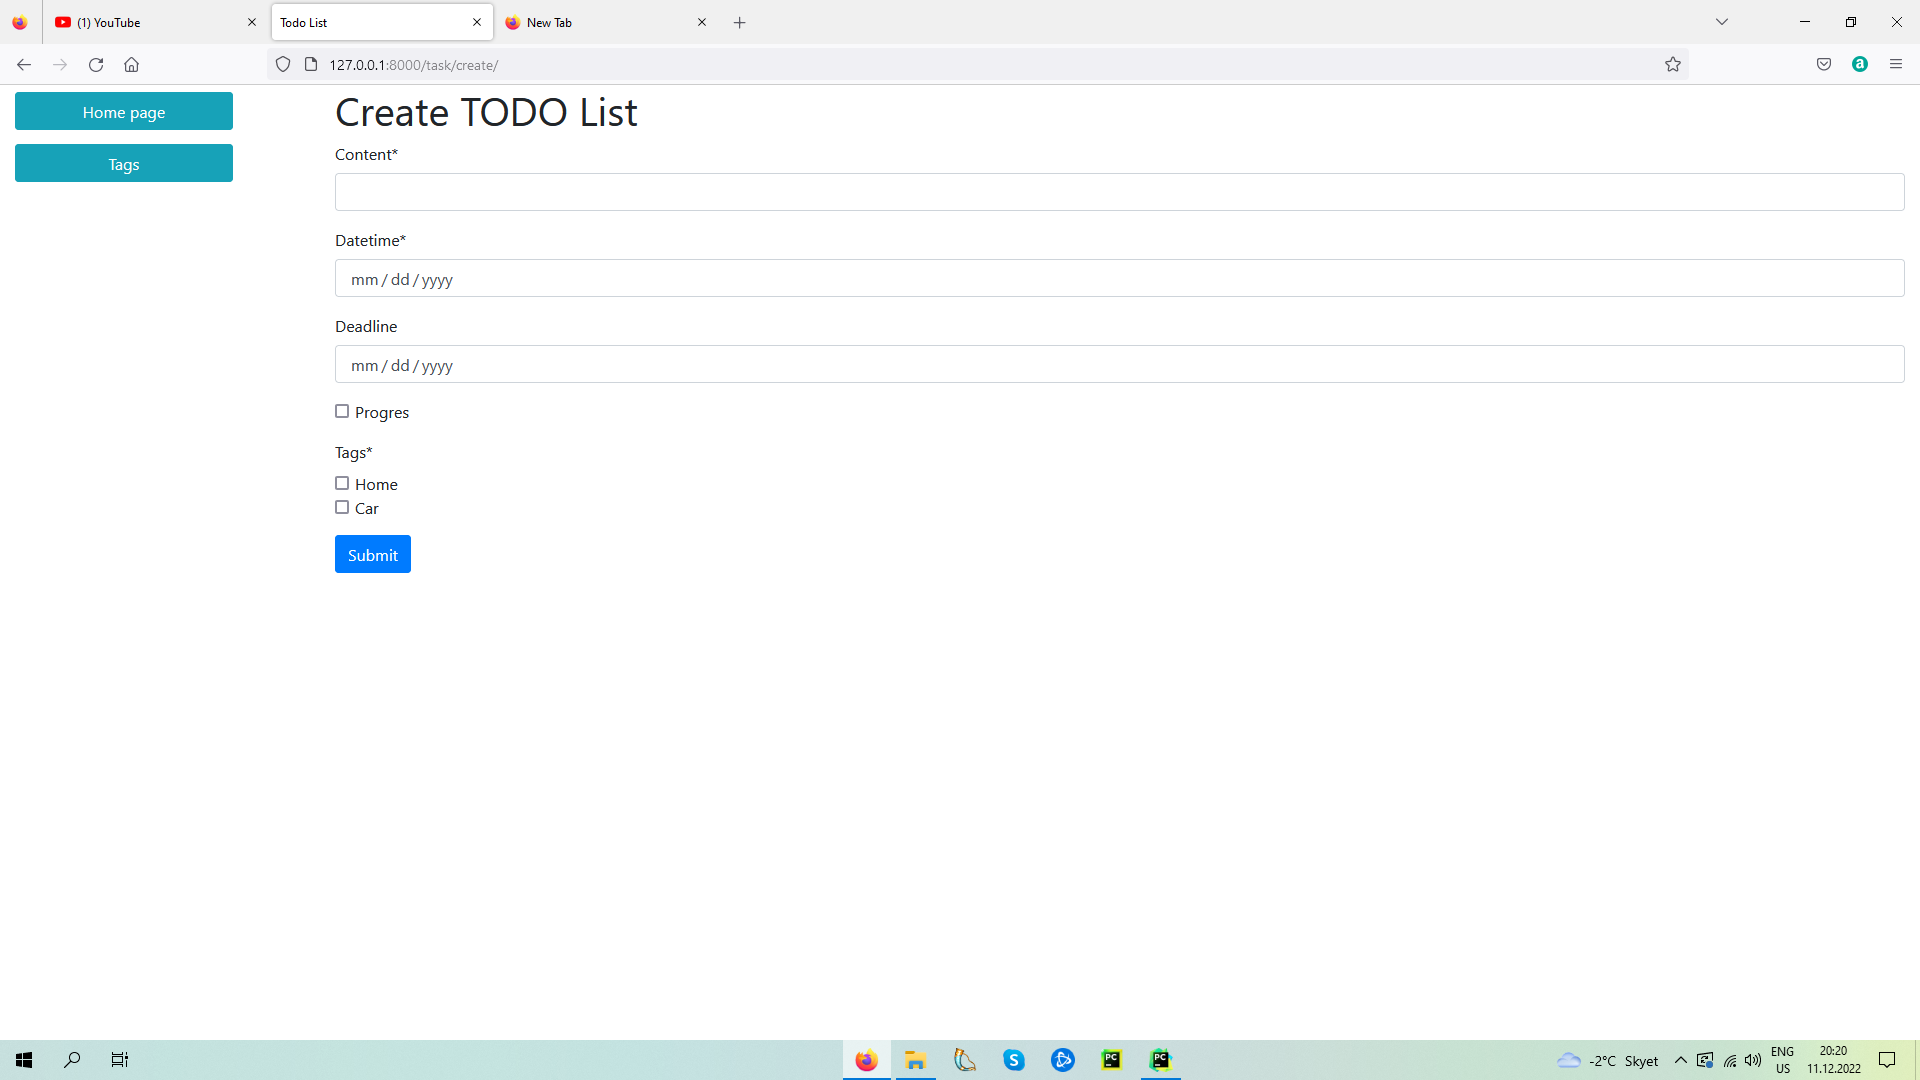 (1) YouTube
Todo List
New Tab
127.0.0.1:8000/task/create/
a
Home page
Tags
Create TODO List
Content*
Datetime*
mm / dd / yyyy
Deadline
mm / dd / yyyy
Progres
Tags*
Home
Car
Submit
S
PC
PC
-2°C Skyet
ENG
US
20:20
11.12.2022